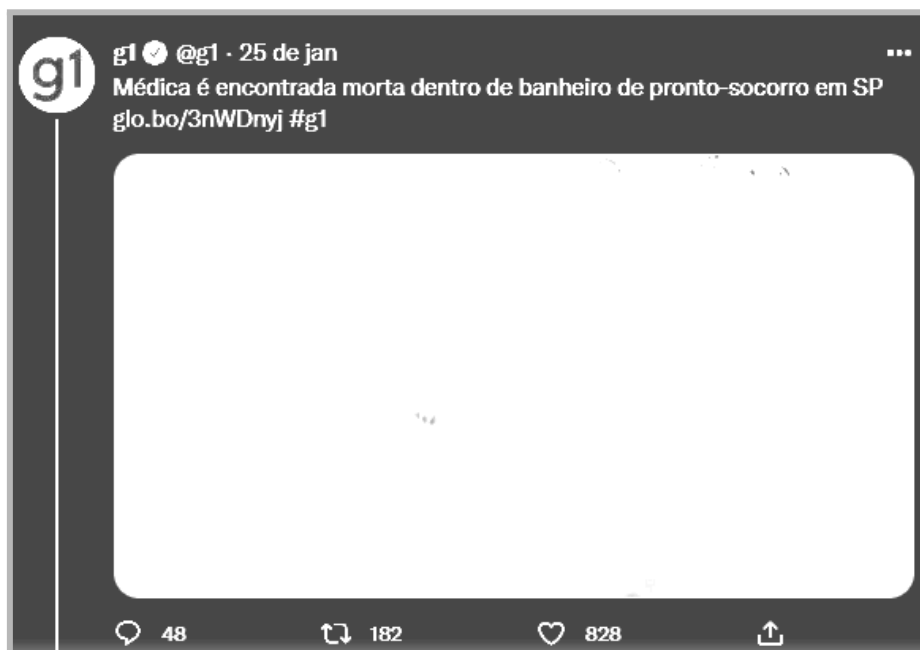 g1
g1 @g1 · 25 de jan
Médica é encontrada morta dentro de banheiro de pronto-socorro em SP
glo.bo/3nWDnyj #g1
48 182 828